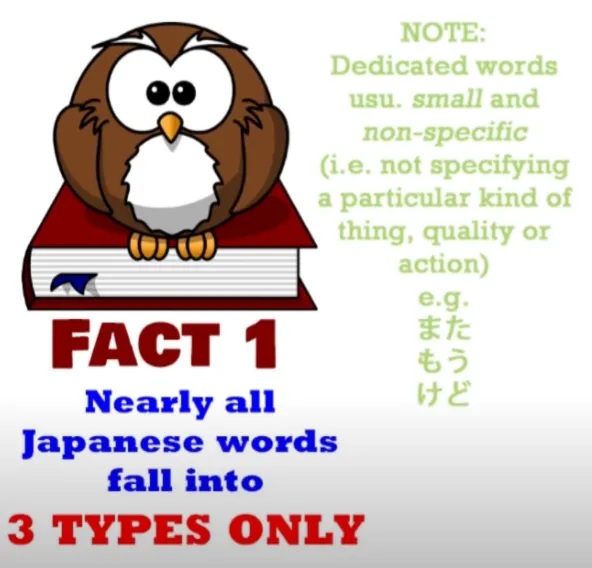 NOTE:
Dedicated words
usu. small and
non-specific
(i.e. not specifying
a particular kind of
thing, quality or
action)
e.g.
また
もう
けど
FACT 1
Nearly all
Japanese words
fall into
3 TYPES ONLY